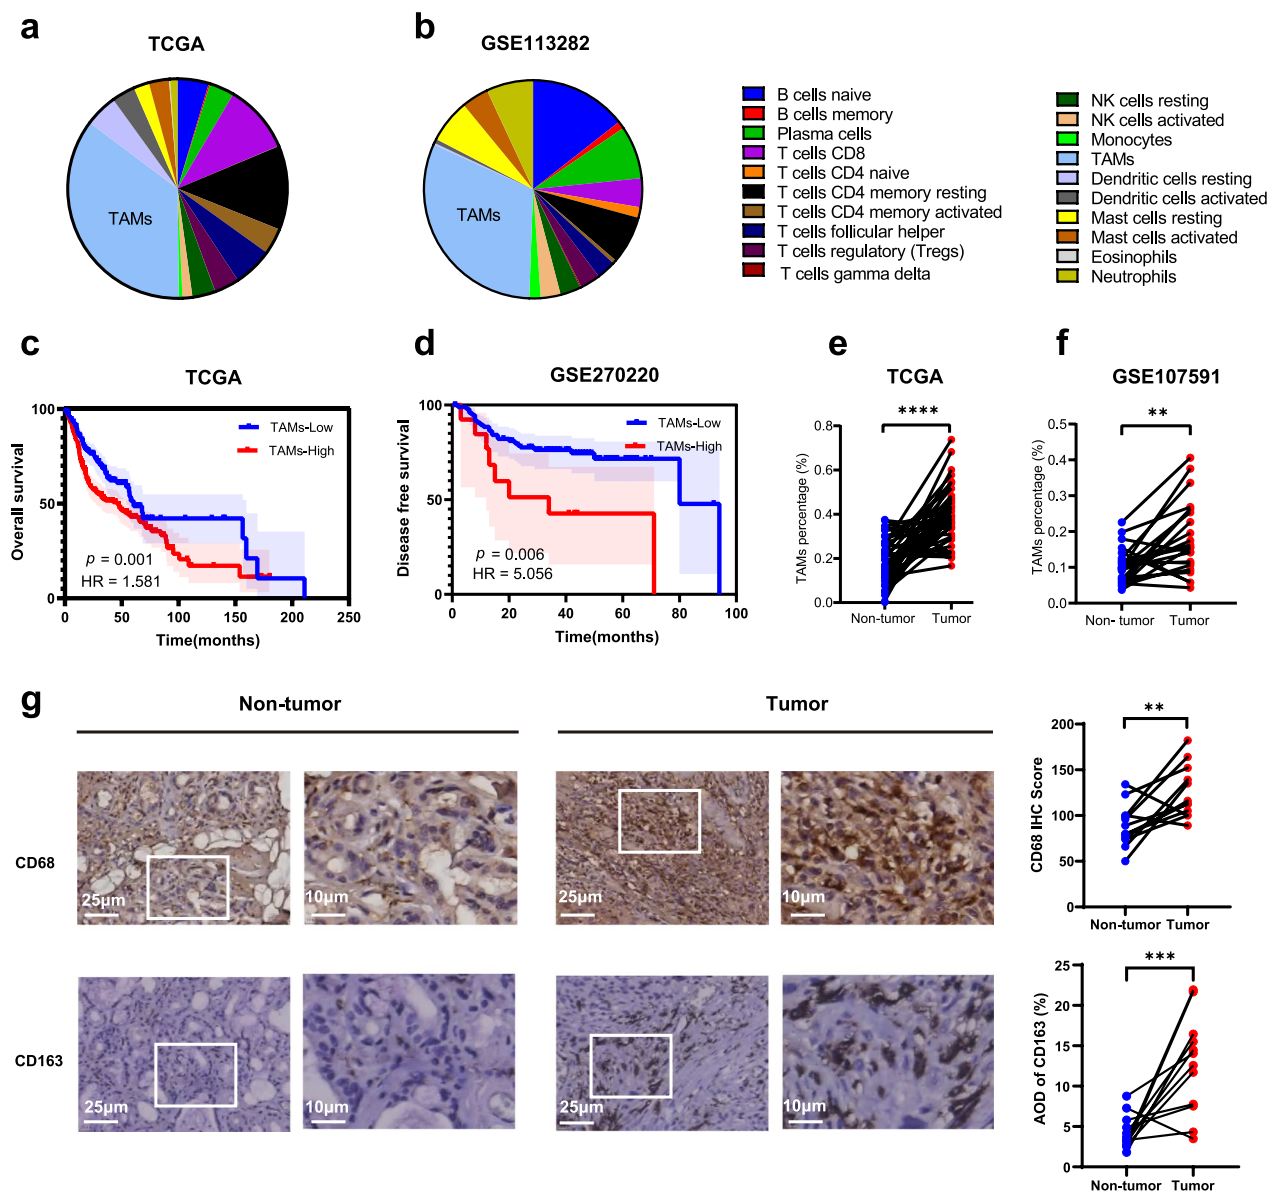 a
TCGA
TAMs
b
GSE113282
TAMs
B cells naive
B cells memory
Plasma cells
T cells CD8
T cells CD4 naive
T cells CD4 memory resting
T cells CD4 memory activated
T cells follicular helper
T cells regulatory (Tregs)
T cells gamma delta
NK cells resting
NK cells activated
Monocytes
TAMs
Dendritic cells resting
Dendritic cells activated
Mast cells resting
Mast cells activated
Eosinophils
Neutrophils
c
TCGA
Overall survival
100
50
0
TAMs-Low
TAMs-High
p = 0.001
HR = 1.581
0 50 100 150 200 250
Time(months)
d
GSE270220
Disease free survival
100
50
0
TAMs-Low
TAMs-High
p = 0.006
HR = 5.056
0 20 40 60 80 100
Time(months)
e
TCGA
****
TAMs percentage (%)
0.8
0.6
0.4
0.2
0.0
Non-tumor Tumor
f
GSE107591
**
TAMs percentage (%)
0.5
0.4
0.3
0.2
0.1
0.0
Non- tumor Tumor
g
Non-tumor Tumor
CD68
25μm
10μm
25μm
10μm
**
CD68 IHC Score
200
150
100
50
0
Non-tumor Tumor
CD163
25μm
10μm
25μm
10μm
***
AOD of CD163 (%)
25
20
15
10
5
0
Non-tumor Tumor